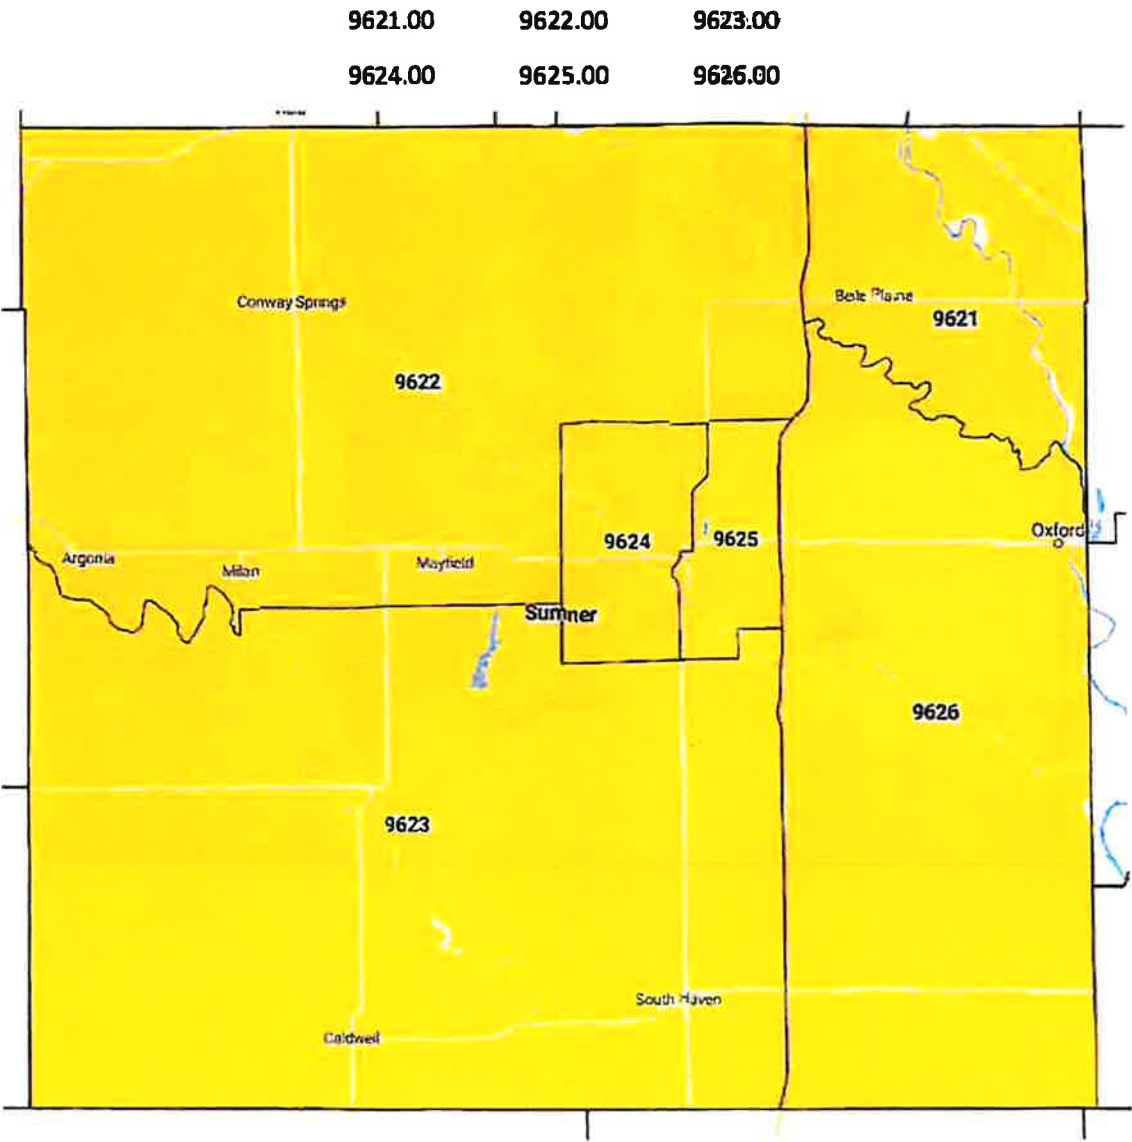 9621.00 9622.00 9623.00
9624.00 9625.00 9626.00
Conway Springs
Belle Plaine
9621
9622
Oxford
9624
9625
Argonia
Mayfield
Milan
Sumner
9626
9623
South Haven
Caldwell